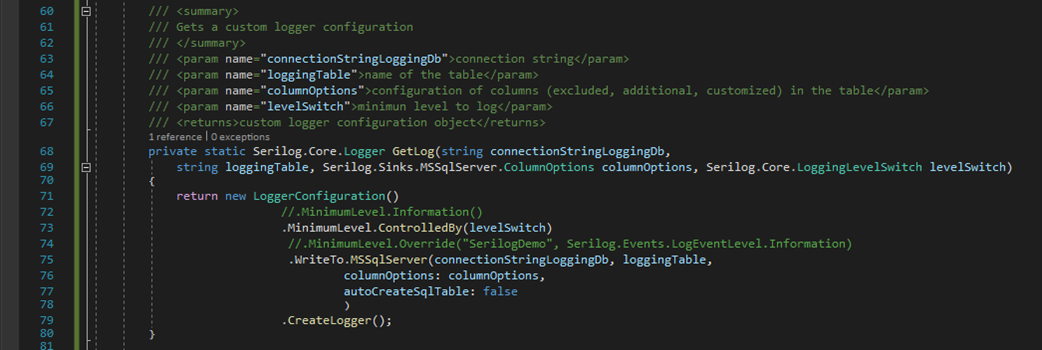 60 /// <summary>
61 /// Gets a custom logger configuration
62 /// </summary>
63 /// <param name="connectionStringLoggingDb">connection string</param>
64 /// <param name="loggingTable">name of the table</param>
65 /// <param name="columnOptions">configuration of columns (excluded, additional, customized) in the table</param>
66 /// <param name="levelSwitch">minimun level to log</param>
67 /// <returns>custom logger configuration object</returns>
1 reference | 0 exceptions
68 private static Serilog.Core.Logger GetLog(string connectionStringLoggingDb,
69 string loggingTable, Serilog.Sinks.MSSqlServer.ColumnOptions columnOptions, Serilog.Core.LoggingLevelSwitch levelSwitch)
70 {
71 return new LoggerConfiguration()
72 //.MinimumLevel.Information()
73 .MinimumLevel.ControlledBy(levelSwitch)
74 //.MinimumLevel.Override("SerilogDemo", Serilog.Events.LogEventLevel.Information)
75 .WriteTo.MSSqlServer(connectionStringLoggingDb, loggingTable,
76 columnOptions: columnOptions,
77 autoCreateSqlTable: false
78 )
79 .CreateLogger();
80 }
81